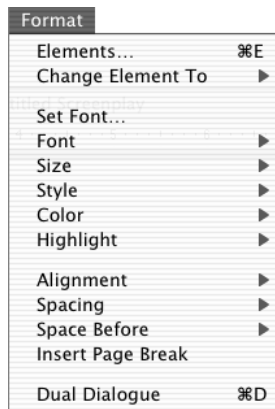 Format
Elements... ⌘E
Change Element To ▶
Set Font...
Font ▶
Size ▶
Style ▶
Color ▶
Highlight ▶
Alignment ▶
Spacing ▶
Space Before ▶
Insert Page Break
Dual Dialogue ⌘D